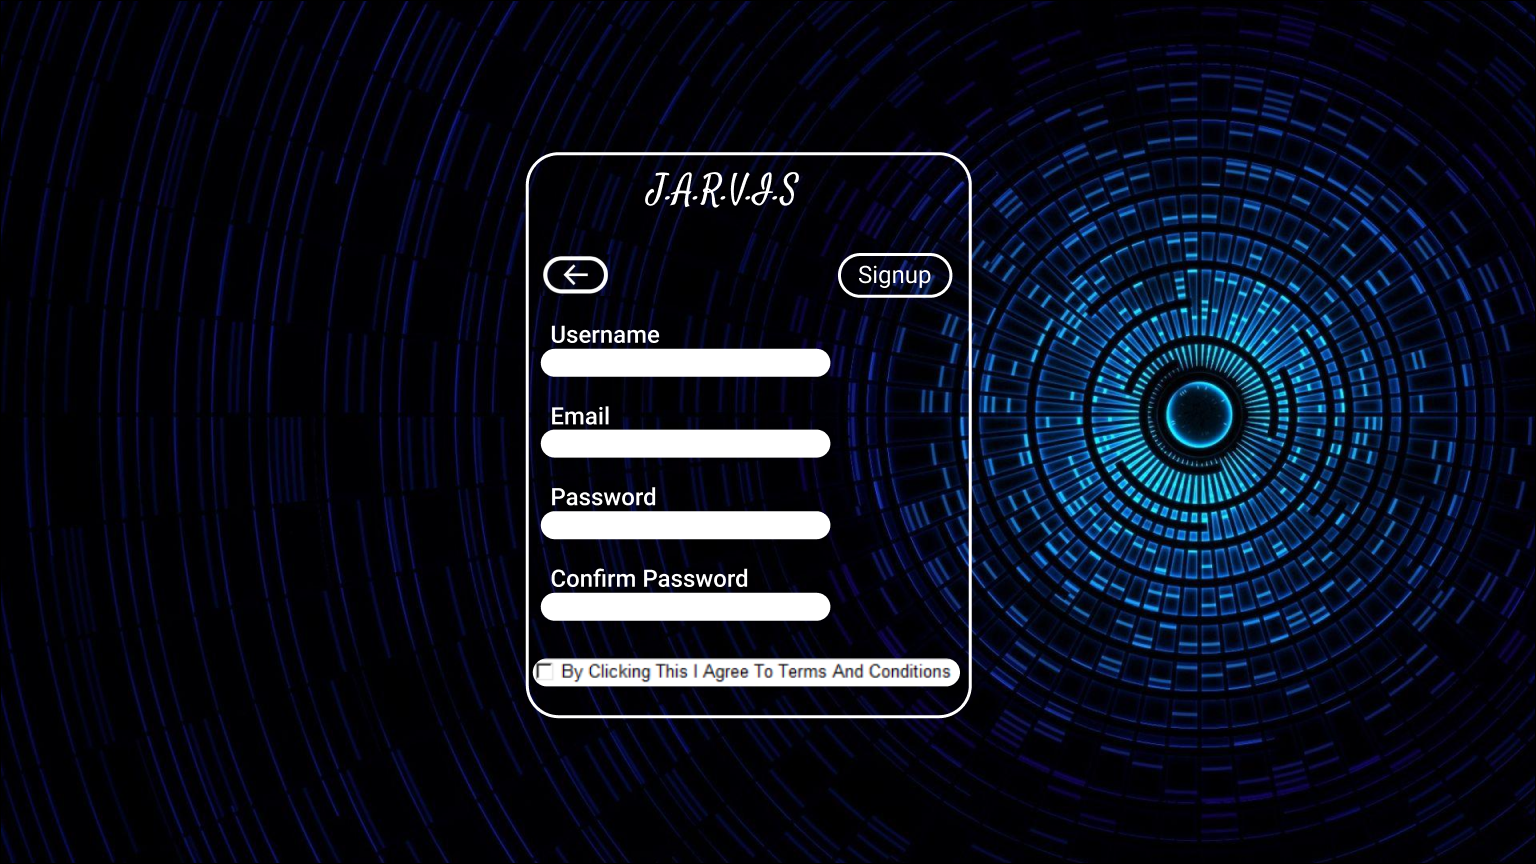 J.A.R.V.I.S
Signup
Username
Email
Password
Confirm Password
By Clicking This I Agree To Terms And Conditions